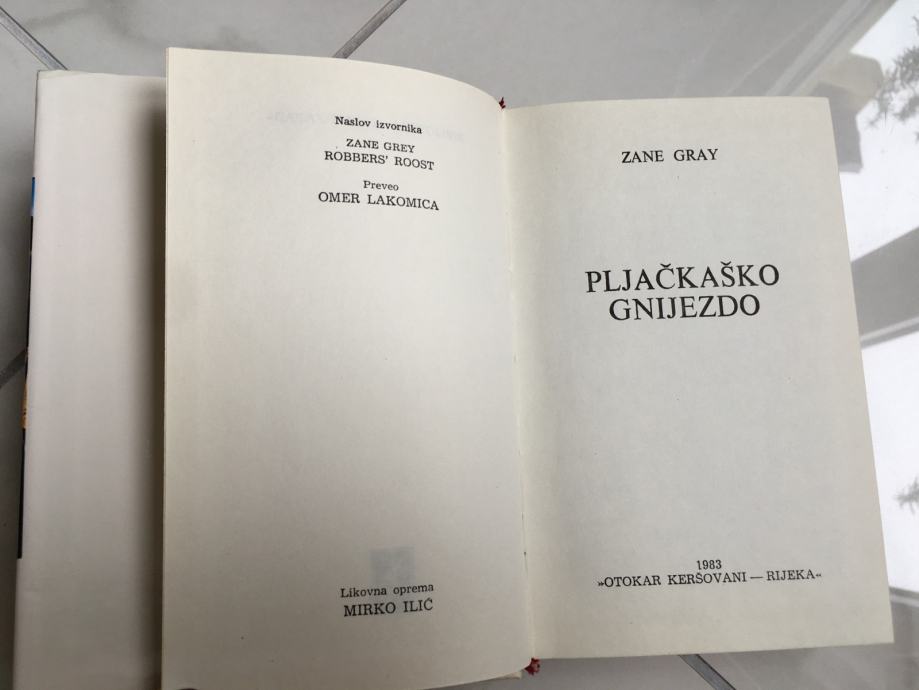 Naslov izvornika
ZANE GREY
ROBBERS' ROOST
Preveo
OMER LAKOMICA
Likovna oprema
MIRKO ILIĆ
ZANE GRAY
PLJAČKAŠKO
GNIJEZDO
1983
»OTOKAR KERŠOVANI — RIJEKA«